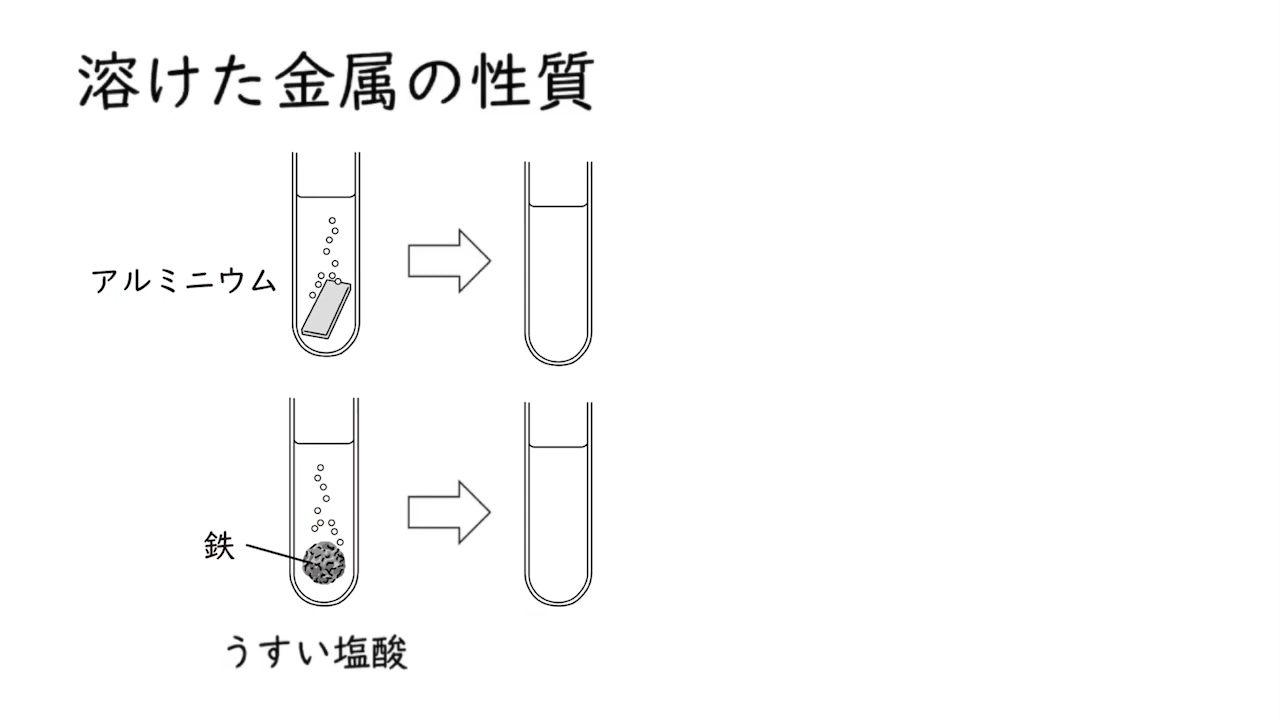 溶けた金属の性質
アルミニウム
鉄
うすい塩酸